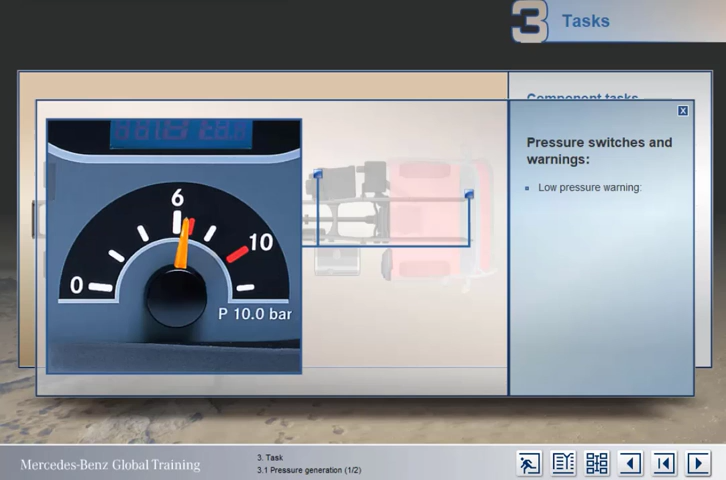 3 Tasks
Component tasks
Pressure switches and
warnings:
Low pressure warning:
6
10
0
P 10.0 bar
Mercedes-Benz Global Training
3. Task
3.1 Pressure generation (1/2)